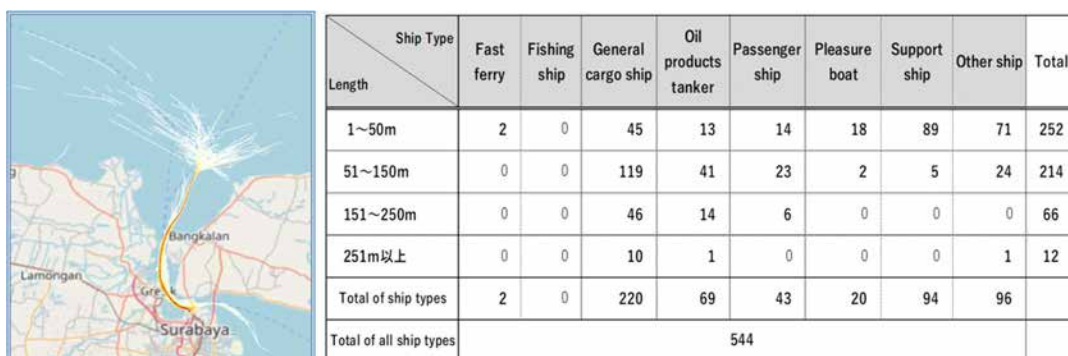 Bangkalan
Lamongan
Surabaya
Ship Type
Length
Fast ferry
Fishing ship
General cargo ship
Oil products tanker
Passenger ship
Pleasure boat
Support ship
Other ship
Total
1~50m 2 0 45 13 14 18 89 71 252
51~150m 0 0 119 41 23 2 5 24 214
151~250m 0 0 46 14 6 0 0 0 66
251m以上 0 0 10 1 0 0 0 1 12
Total of ship types 2 0 220 69 43 20 94 96
Total of all ship types 544